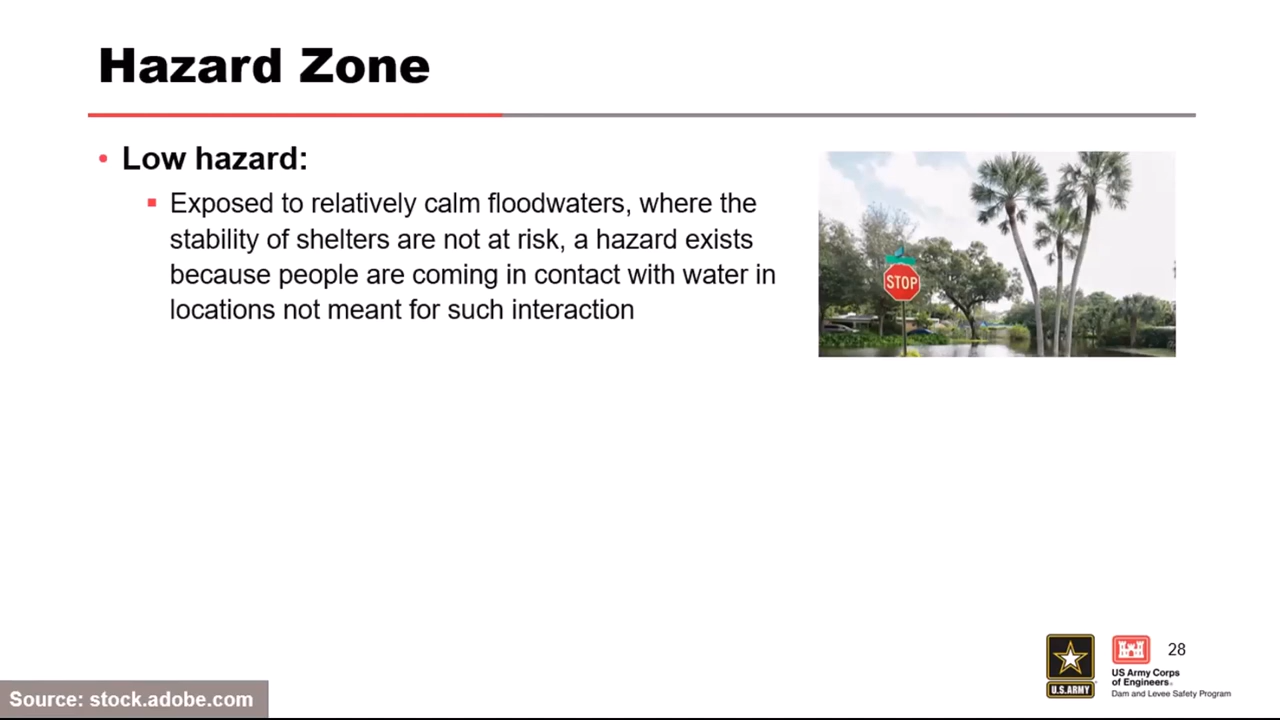 Hazard Zone
• Low hazard:
▪ Exposed to relatively calm floodwaters, where the
stability of shelters are not at risk, a hazard exists
because people are coming in contact with water in
locations not meant for such interaction
STOP
28
U.S. ARMY
US Army Corps
of Engineers®
Dam and Levee Safety Program
Source: stock.adobe.com